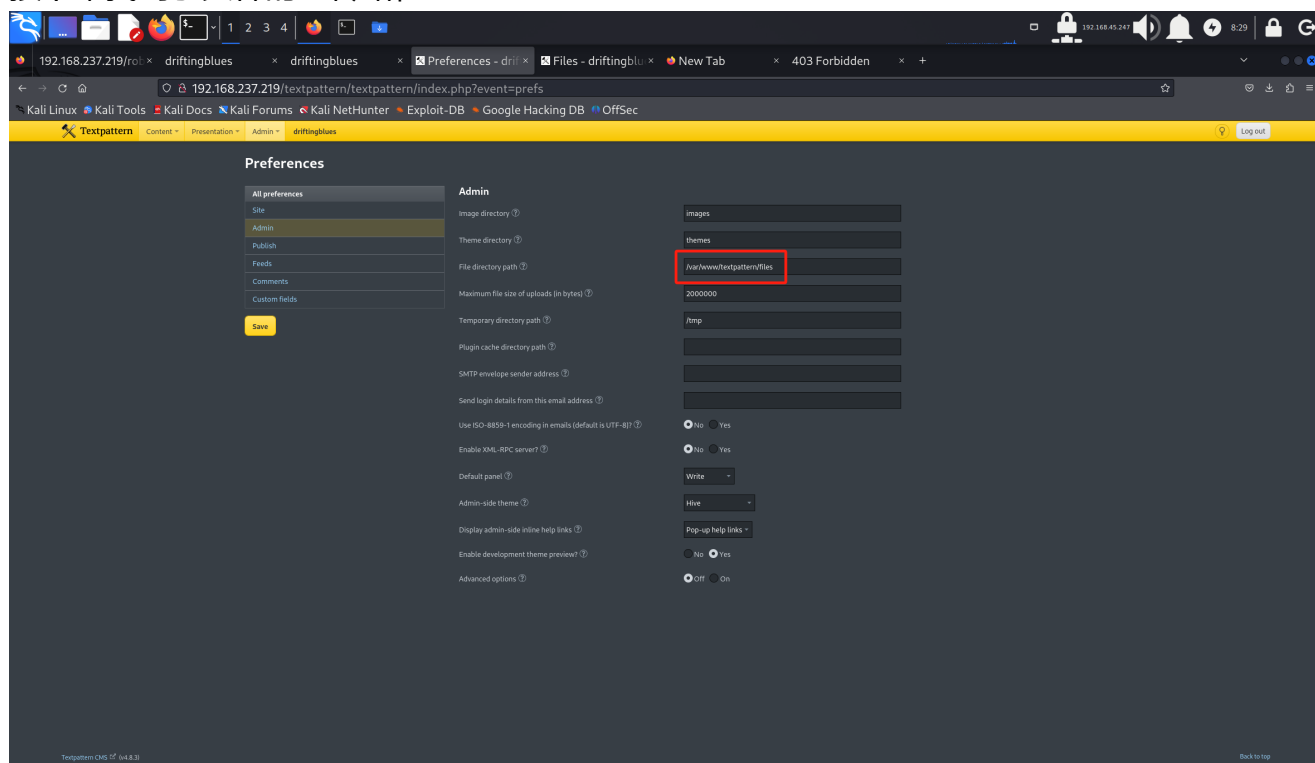 1 2 3 4 192.168.45.247 8:29
192.168.237.219/rob × driftingblues × driftingblues × Preferences - drif × Files - driftingblu × New Tab × 403 Forbidden × +
192.168.237.219/textpattern/textpattern/index.php?event=prefs
Kali Linux Kali Tools Kali Docs Kali Forums Kali NetHunter Exploit-DB Google Hacking DB OffSec
Textpattern Content Presentation Admin driftingblues Log out
Preferences
All preferences
Site
Admin
Publish
Feeds
Comments
Custom fields
Save
Admin
Image directory images
Theme directory themes
File directory path /var/www/textpattern/files
Maximum file size of uploads (in bytes) 2000000
Temporary directory path /tmp
Plugin cache directory path
SMTP envelope sender address
Send login details from this email address
Use ISO-8859-1 encoding in emails (default is UTF-8)? No Yes
Enable XML-RPC server? No Yes
Default panel Write
Admin-side theme Hive
Display admin-side inline help links Pop-up help links
Enable development theme preview? No Yes
Advanced options Off On
Textpattern CMS (v4.8.3) Back to top